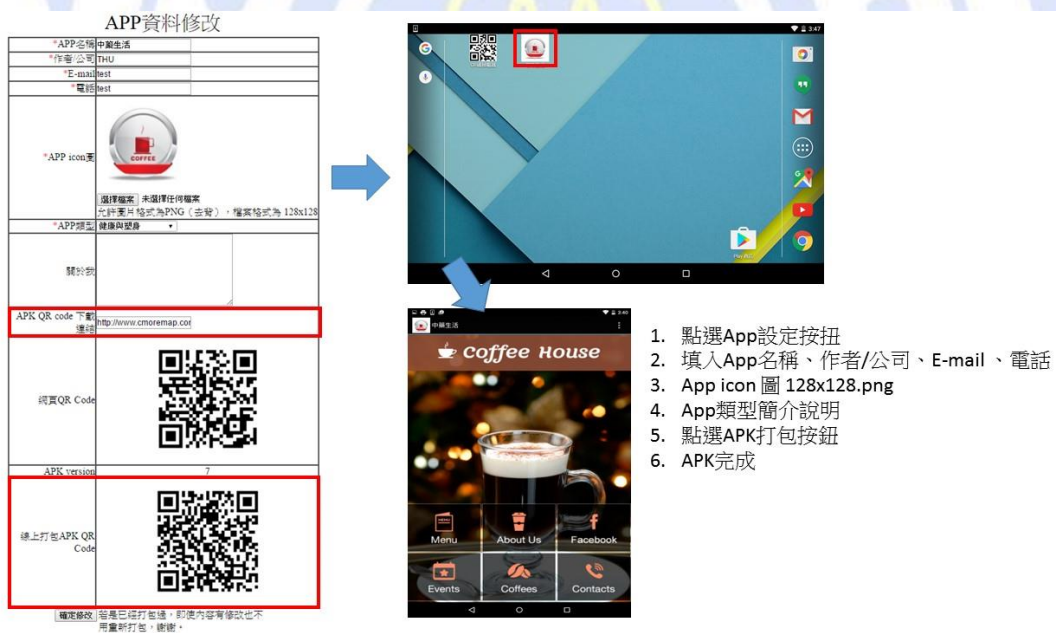 APP資料修改
*APP名稱 中藥生活
*作者/公司 THU
*E-mail test
*電話 test
*APP icon圖
COFFEE
選擇檔案 未選擇任何檔案
允許圖片格式為PNG（去背），檔案格式為 128x128
*APP類型 健康與塑身
關於我
APK QR code 下載
連結
http://www.cmoremap.cor
網頁QR Code
APK version 7
線上打包APK QR
Code
確定修改 若是已經打包過，即使內容有修改也不
用重新打包，謝謝。
3:47
Play 商店
3:40
中藥生活
Coffee House
Menu
About Us
Facebook
Events
Coffees
Contacts
1. 點選App設定按扭
2. 填入App名稱、作者/公司、E-mail 、電話
3. App icon 圖 128x128.png
4. App類型簡介說明
5. 點選APK打包按鈕
6. APK完成